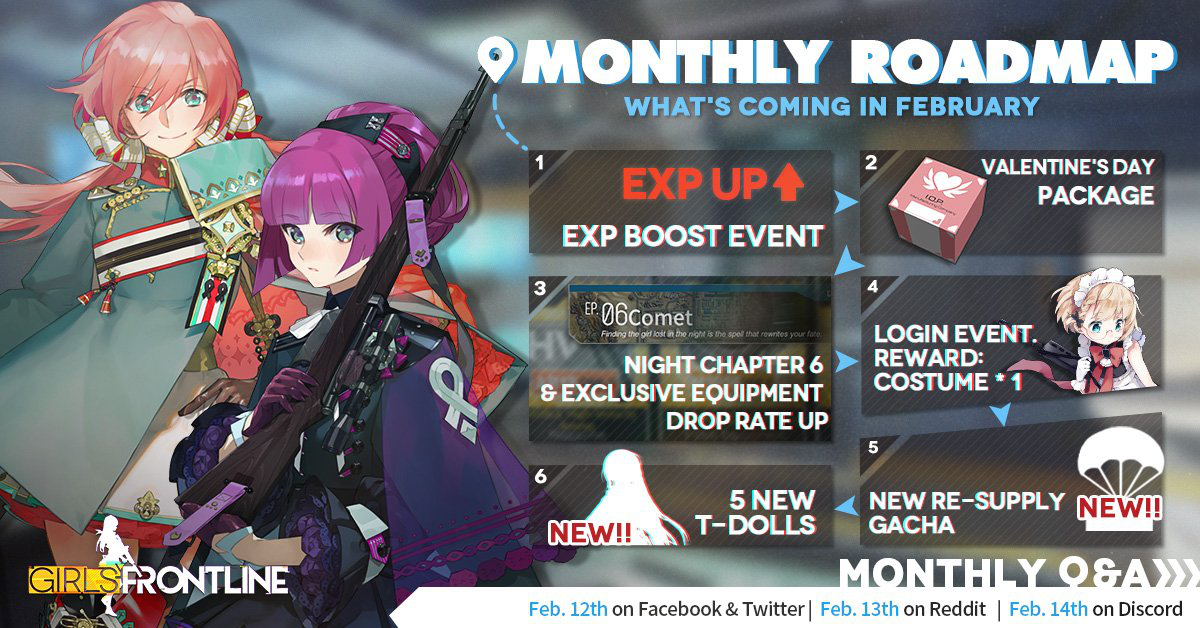 MONTHLY ROADMAP
WHAT'S COMING IN FEBRUARY
1
EXP UP
EXP BOOST EVENT
2
VALENTINE'S DAY
PACKAGE
I.O.P.
3
EP. 06 Comet
Finding the girl lost in the night is the spell that rewrites your fate.
NIGHT CHAPTER 6
& EXCLUSIVE EQUIPMENT
DROP RATE UP
4
LOGIN EVENT.
REWARD:
COSTUME * 1
5
NEW RE-SUPPLY
GACHA
NEW!!
6
NEW!!
5 NEW
T-DOLLS
GIRLS' FRONTLINE
MONTHLY Q&A
Feb. 12th on Facebook & Twitter | Feb. 13th on Reddit | Feb. 14th on Discord